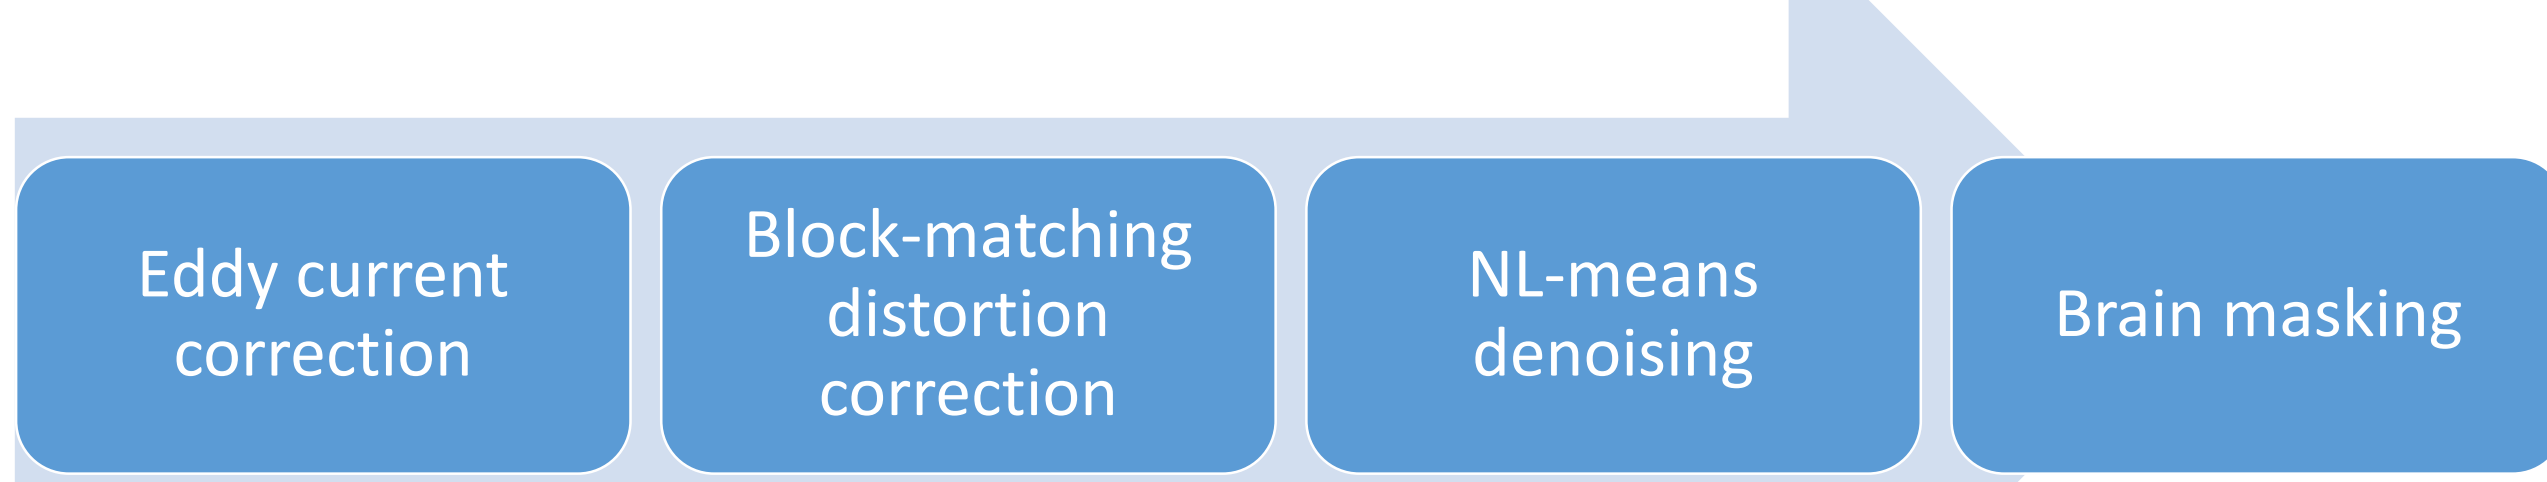 Eddy current
correction
Block-matching
distortion
correction
NL-means
denoising
Brain masking